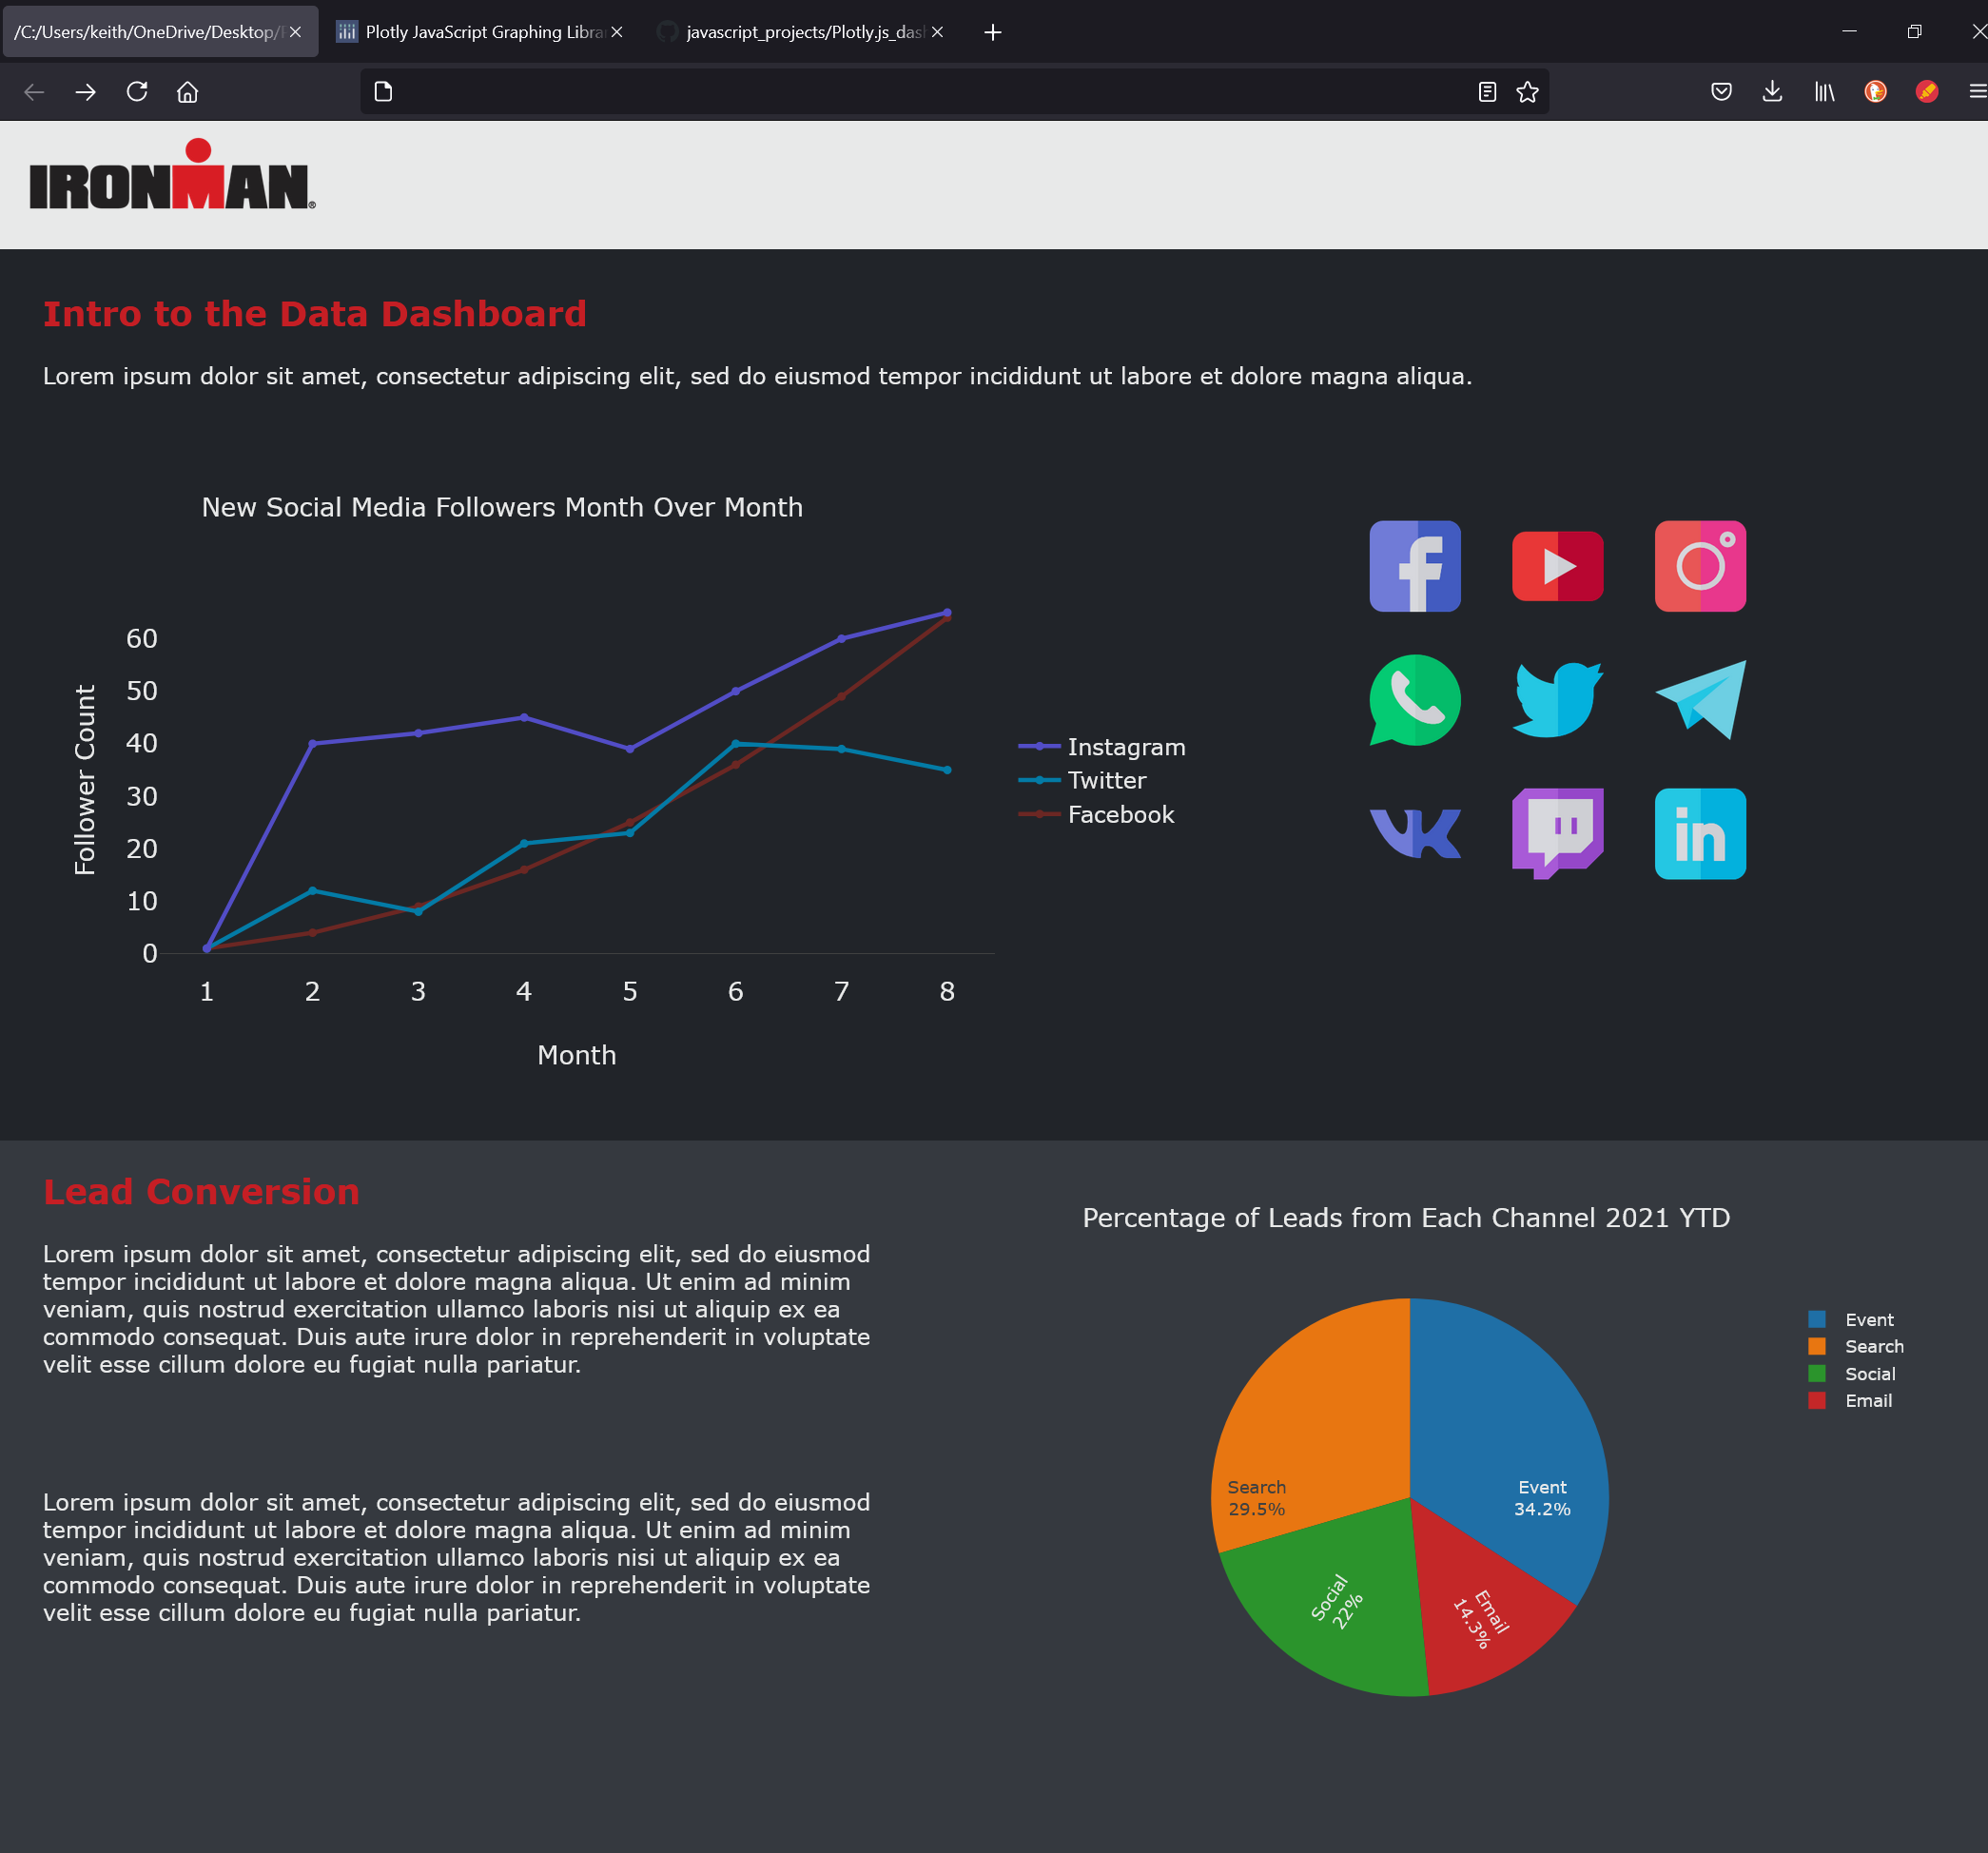 /C:/Users/keith/OneDrive/Desktop/
Plotly JavaScript Graphing Libra
javascript_projects/Plotly.js_das
IRONMAN®
Intro to the Data Dashboard
Lorem ipsum dolor sit amet, consectetur adipiscing elit, sed do eiusmod tempor incididunt ut labore et dolore magna aliqua.
New Social Media Followers Month Over Month
60
50
40
30
20
10
0
Follower Count
1 2 3 4 5 6 7 8
Month
Instagram
Twitter
Facebook
Lead Conversion
Lorem ipsum dolor sit amet, consectetur adipiscing elit, sed do eiusmod
tempor incididunt ut labore et dolore magna aliqua. Ut enim ad minim
veniam, quis nostrud exercitation ullamco laboris nisi ut aliquip ex ea
commodo consequat. Duis aute irure dolor in reprehenderit in voluptate
velit esse cillum dolore eu fugiat nulla pariatur.
Lorem ipsum dolor sit amet, consectetur adipiscing elit, sed do eiusmod
tempor incididunt ut labore et dolore magna aliqua. Ut enim ad minim
veniam, quis nostrud exercitation ullamco laboris nisi ut aliquip ex ea
commodo consequat. Duis aute irure dolor in reprehenderit in voluptate
velit esse cillum dolore eu fugiat nulla pariatur.
Percentage of Leads from Each Channel 2021 YTD
Search
29.5%
Event
34.2%
Social
22%
Email
14.3%
Event
Search
Social
Email